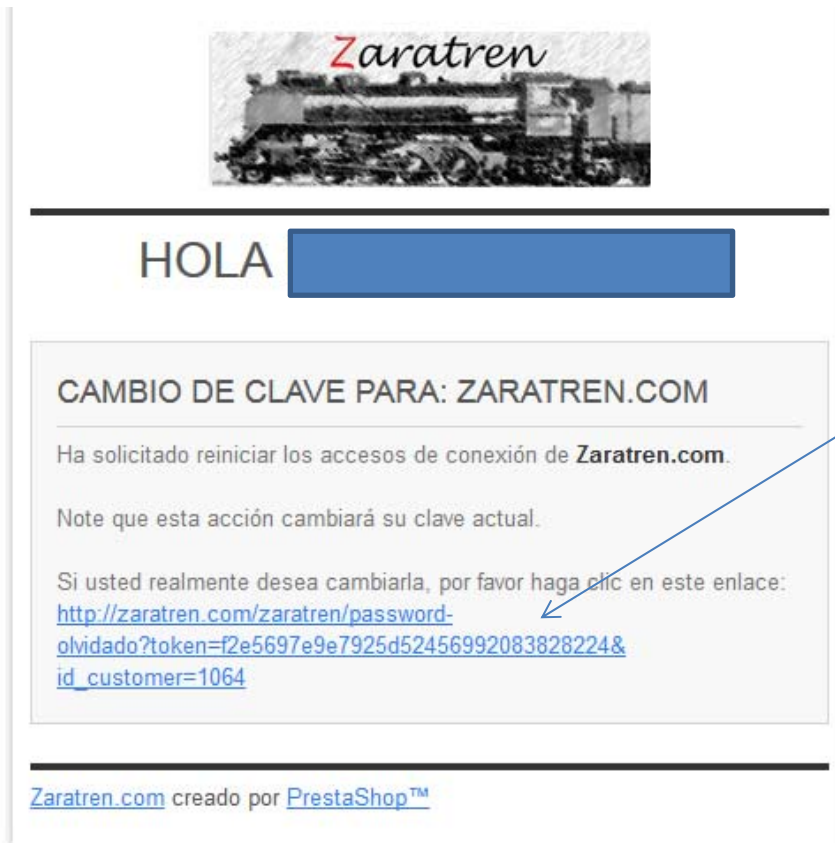 Zaratren
HOLA
CAMBIO DE CLAVE PARA: ZARATREN.COM
Ha solicitado reiniciar los accesos de conexión de Zaratren.com.
Note que esta acción cambiará su clave actual.
Si usted realmente desea cambiarla, por favor haga clic en este enlace:
http://zaratren.com/zaratren/password-
olvidado?token=f2e5697e9e7925d52456992083828224&
id_customer=1064
Zaratren.com creado por PrestaShop™